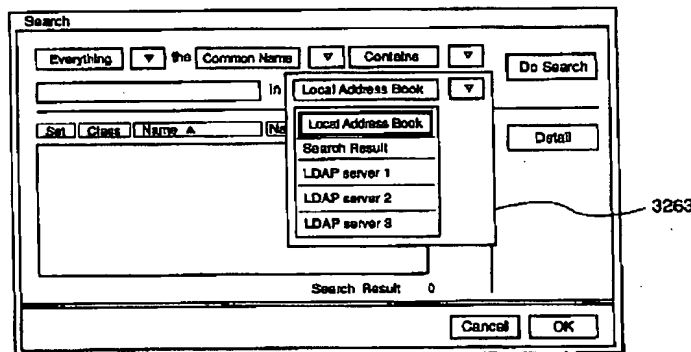 Search
Everything ▼ the Common Name ▼ Contains ▼
Do Search
In Local Address Book ▼
Set Class Name ▲ Na
Detail
Local Address Book
Search Result
LDAP server 1
LDAP server 2
LDAP server 3
3263
Search Result 0
Cancel OK